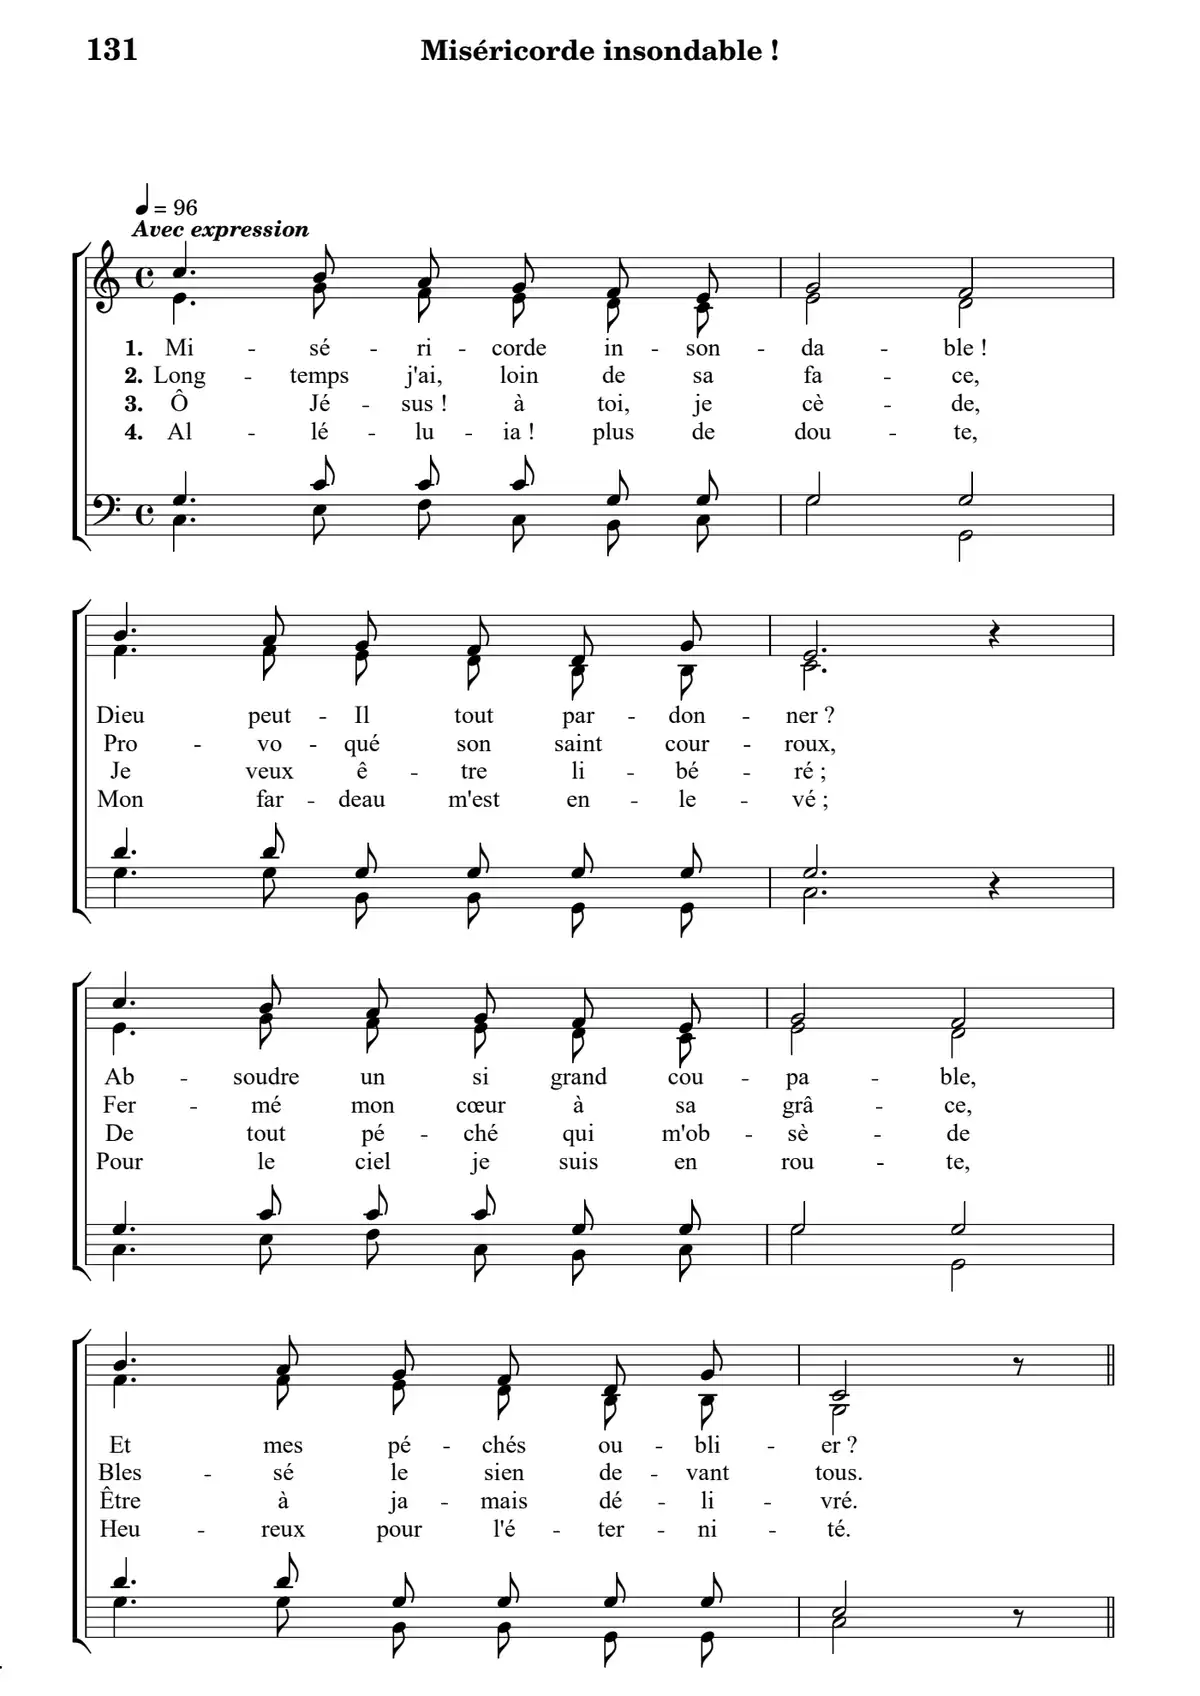 131
Miséricorde insondable !
= 96
Avec expression
1. Mi - sé - ri - corde in - son - da - ble !
2. Long - temps j'ai, loin de sa fa - ce,
3. Ô Jé - sus ! à toi, je cè - de,
4. Al - lé - lu - ia ! plus de dou - te,
Dieu peut - Il tout par - don - ner ?
Pro - vo - qué son saint cour - roux,
Je veux ê - tre li - bé - ré ;
Mon far - deau m'est en - le - vé ;
Ab - soudre un si grand cou - pa - ble,
Fer - mé mon cœur à sa grâ - ce,
De tout pé - ché qui m'ob - sè - de
Pour le ciel je suis en rou - te,
Et mes pé - chés ou - bli - er ?
Bles - sé le sien de - vant tous.
Être à ja - mais dé - li - vré.
Heu - reux pour l'é - ter - ni - té.